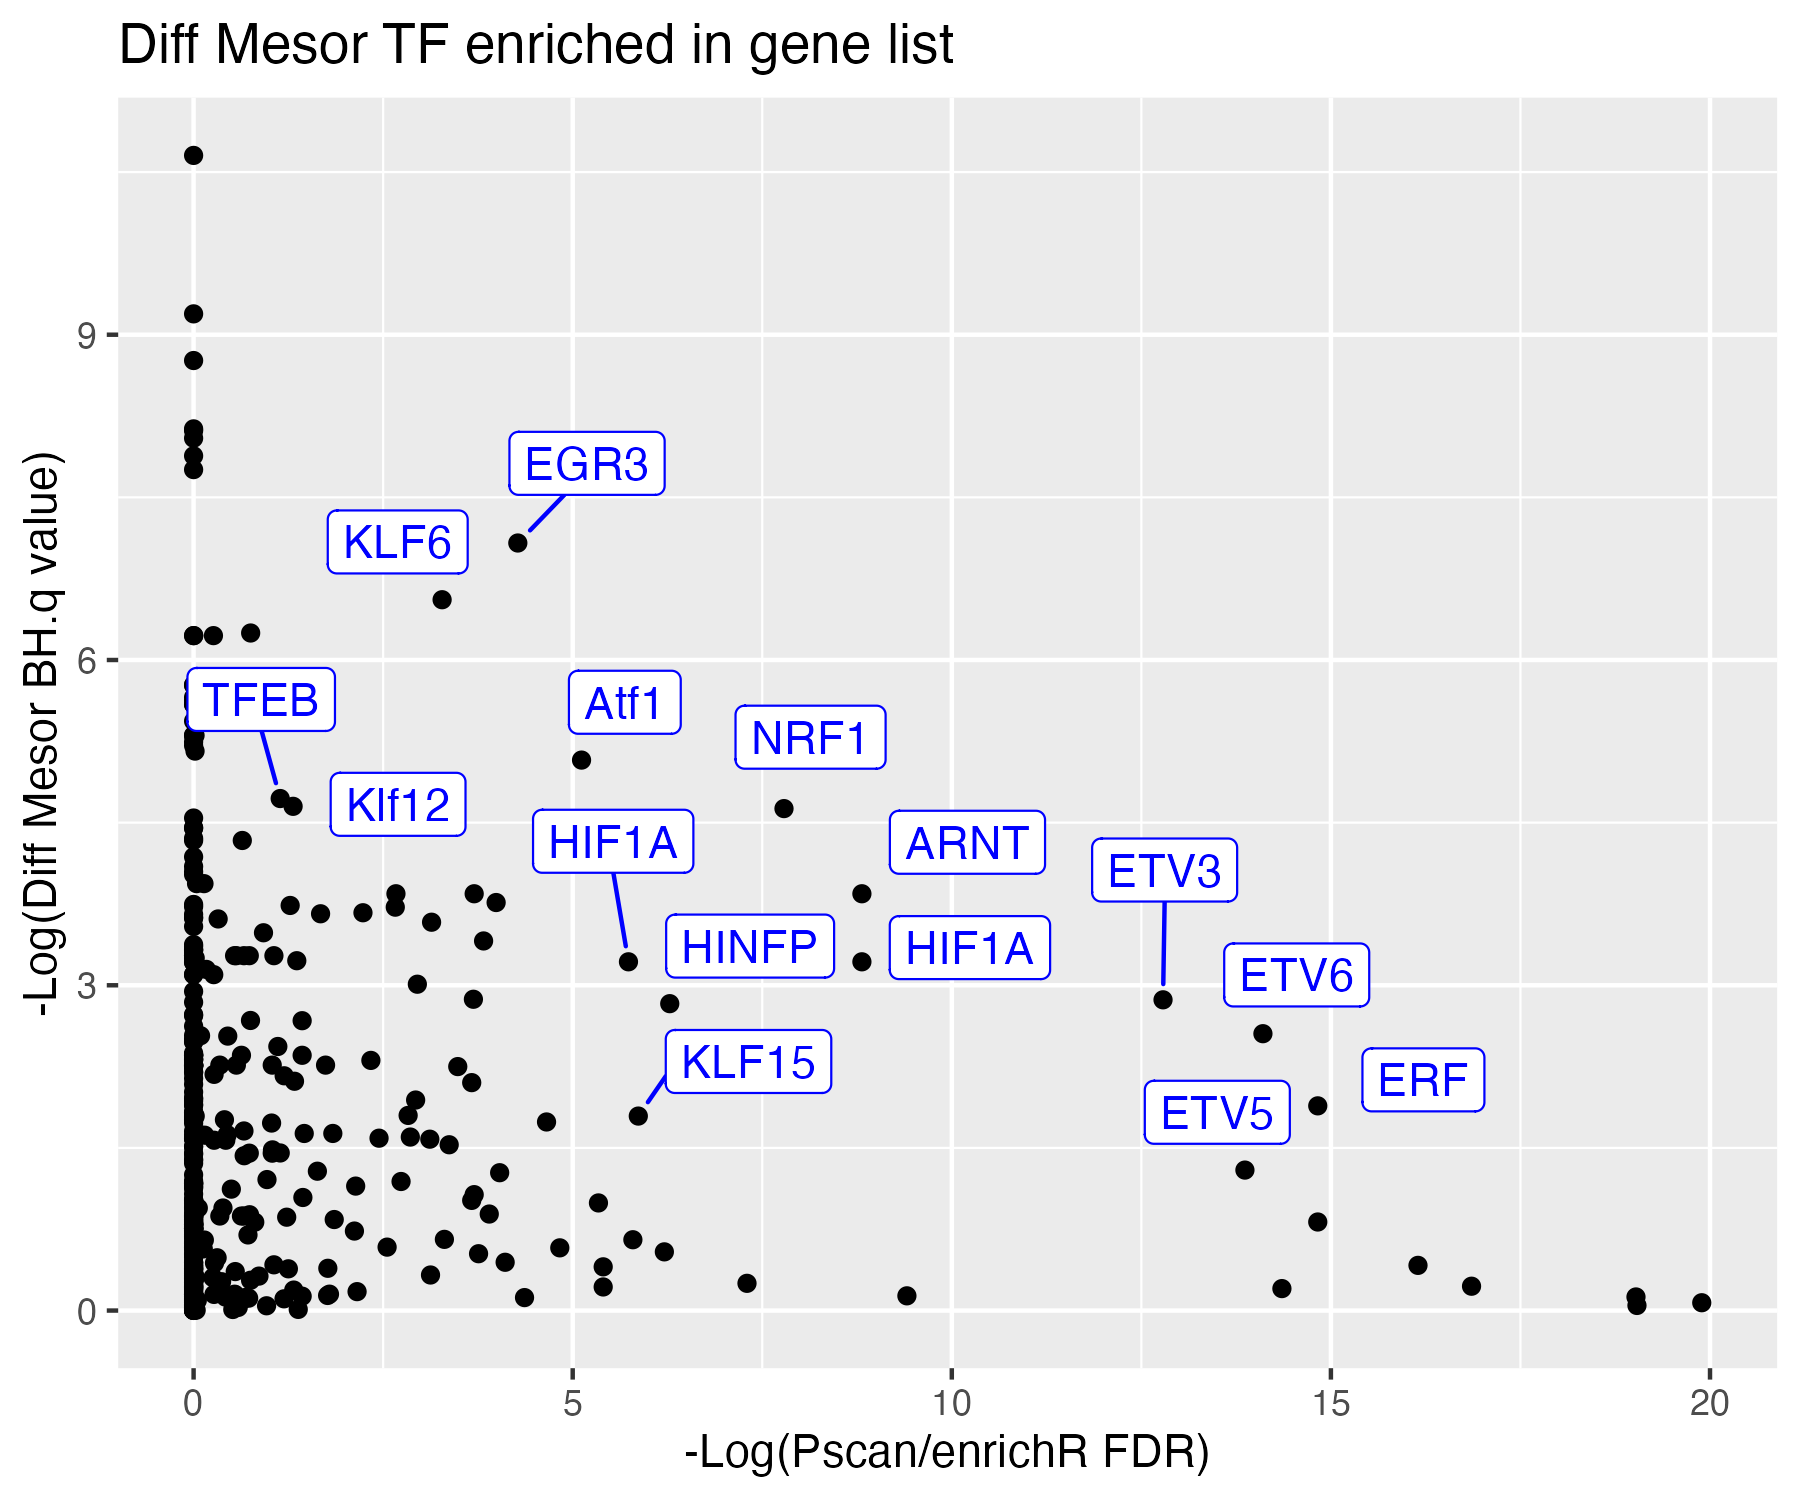 Diff Mesor TF enriched in gene list
-Log(Diff Mesor BH.q value)
9
6
3
0
EGR3
KLF6
TFEB
Atf1
NRF1
Klf12
HIF1A
ARNT
ETV3
HINFP
HIF1A
ETV6
KLF15
ERF
ETV5
0
5
10
15
20
-Log(Pscan/enrichR FDR)